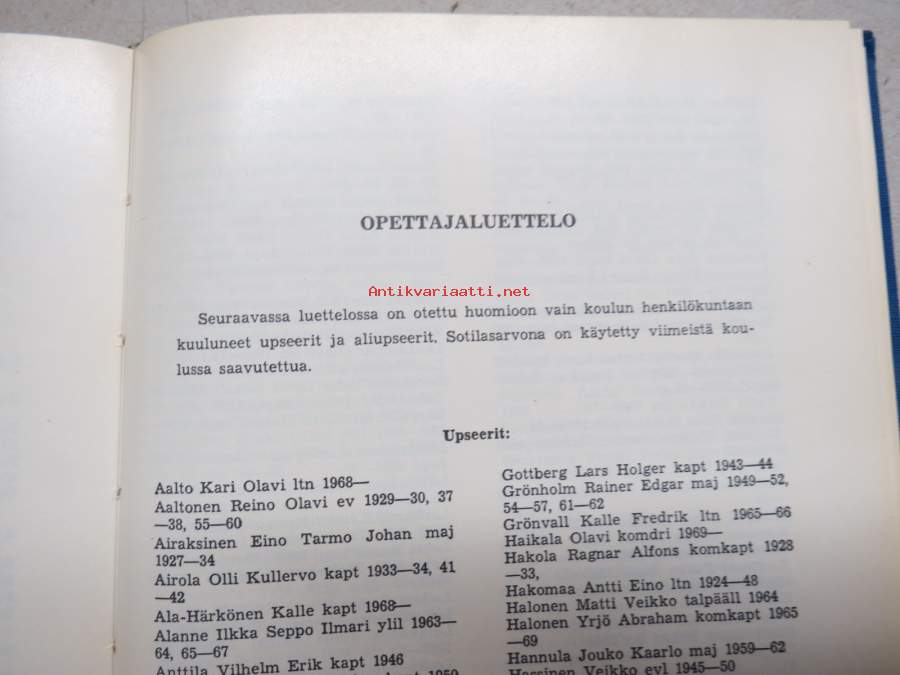 OPETTAJALUETTELO
Antikvariaatti.net
Seuraavassa luettelossa on otettu huomioon vain koulun henkilökuntaan
kuuluneet upseerit ja aliupseerit. Sotilasarvona on käytetty viimeistä kou-
lussa saavutettua.
Upseerit:
Aalto Kari Olavi ltn 1968—
Aaltonen Reino Olavi ev 1929—30, 37
—38, 55—60
Airaksinen Eino Tarmo Johan maj
1927—34
Airola Olli Kullervo kapt 1933—34, 41
—42
Ala-Härkönen Kalle kapt 1968—
Alanne Ilkka Seppo Ilmari ylil 1963—
64, 65—67
Anttila Vilhelm Erik kapt 1946
Gottberg Lars Holger kapt 1943—44
Grönholm Rainer Edgar maj 1949—52,
54—57, 61—62
Grönvall Kalle Fredrik ltn 1965—66
Haikala Olavi komdri 1969—
Hakola Ragnar Alfons komkapt 1928
—33,
Hakomaa Antti Eino ltn 1924—48
Halonen Matti Veikko talpääll 1964
Halonen Yrjö Abraham komkapt 1965
—69
Hannula Jouko Kaarlo maj 1959—62
Hassinen Veikko evl 1945—50